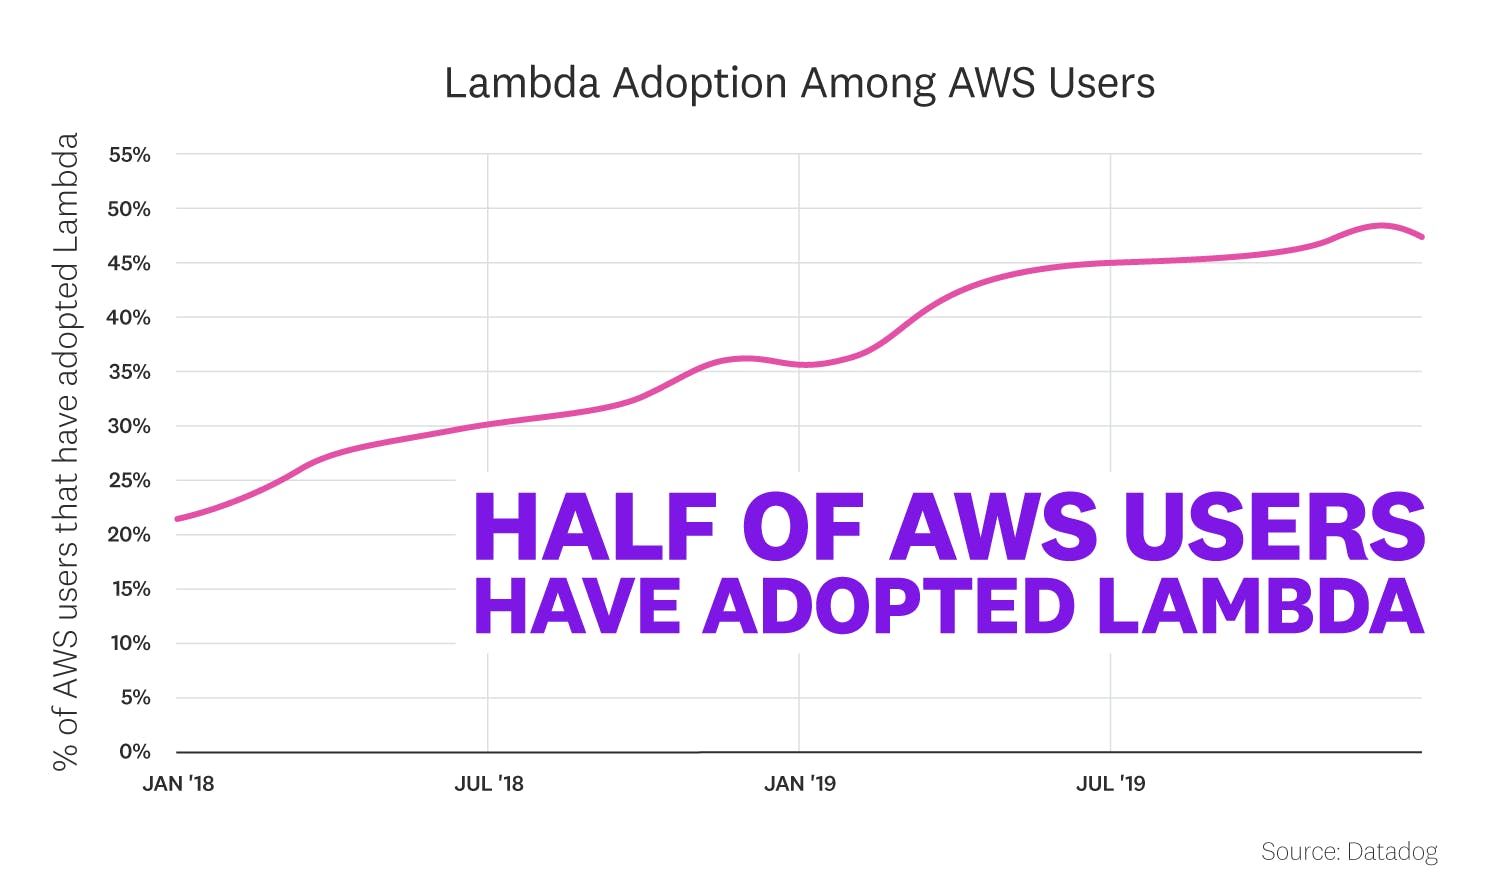 Lambda Adoption Among AWS Users
% of AWS users that have adopted Lambda
55%
50%
45%
40%
35%
30%
25%
20%
15%
10%
5%
0%
HALF OF AWS USERS
HAVE ADOPTED LAMBDA
JAN '18
JUL '18
JAN '19
JUL '19
Source: Datadog